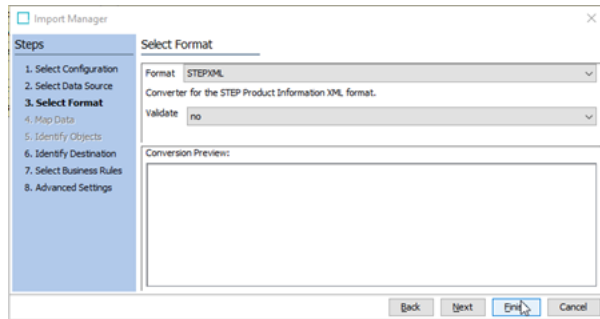 Import Manager
Steps
1. Select Configuration
2. Select Data Source
3. Select Format
4. Map Data
5. Identify Objects
6. Identify Destination
7. Select Business Rules
8. Advanced Settings
Select Format
Format STEPXML
Converter for the STEP Product Information XML format.
Validate no
Conversion Preview:
Back Next Finish Cancel